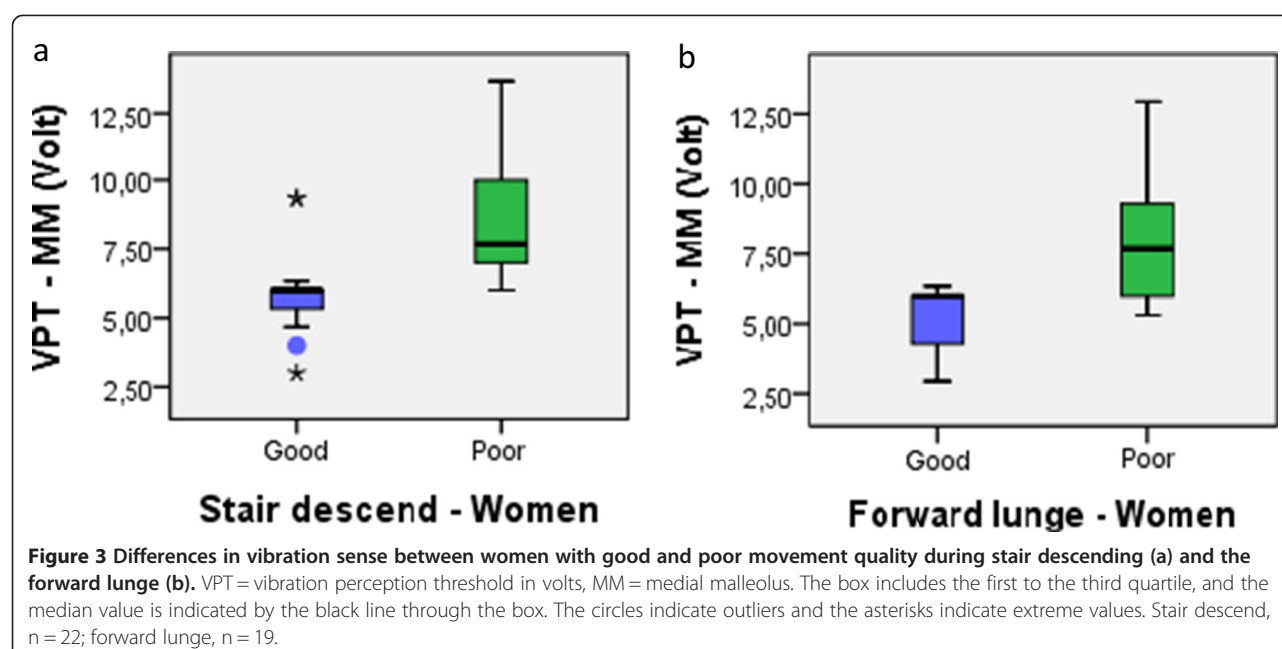 a
VPT - MM (Volt)
12,50
10,00
7,50
5,00
2,50
Good Poor
Stair descend - Women
b
VPT - MM (Volt)
12,50
10,00
7,50
5,00
2,50
Good Poor
Forward lunge - Women
Figure 3 Differences in vibration sense between women with good and poor movement quality during stair descending (a) and the
forward lunge (b). VPT = vibration perception threshold in volts, MM = medial malleolus. The box includes the first to the third quartile, and the
median value is indicated by the black line through the box. The circles indicate outliers and the asterisks indicate extreme values. Stair descend,
n = 22; forward lunge, n = 19.